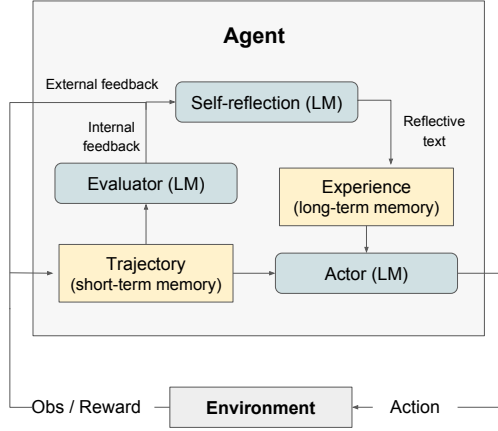 Agent
External feedback
Self-reflection (LM)
Internal
feedback
Reflective
text
Evaluator (LM)
Experience
(long-term memory)
Trajectory
(short-term memory)
Actor (LM)
Obs / Reward
Environment
Action